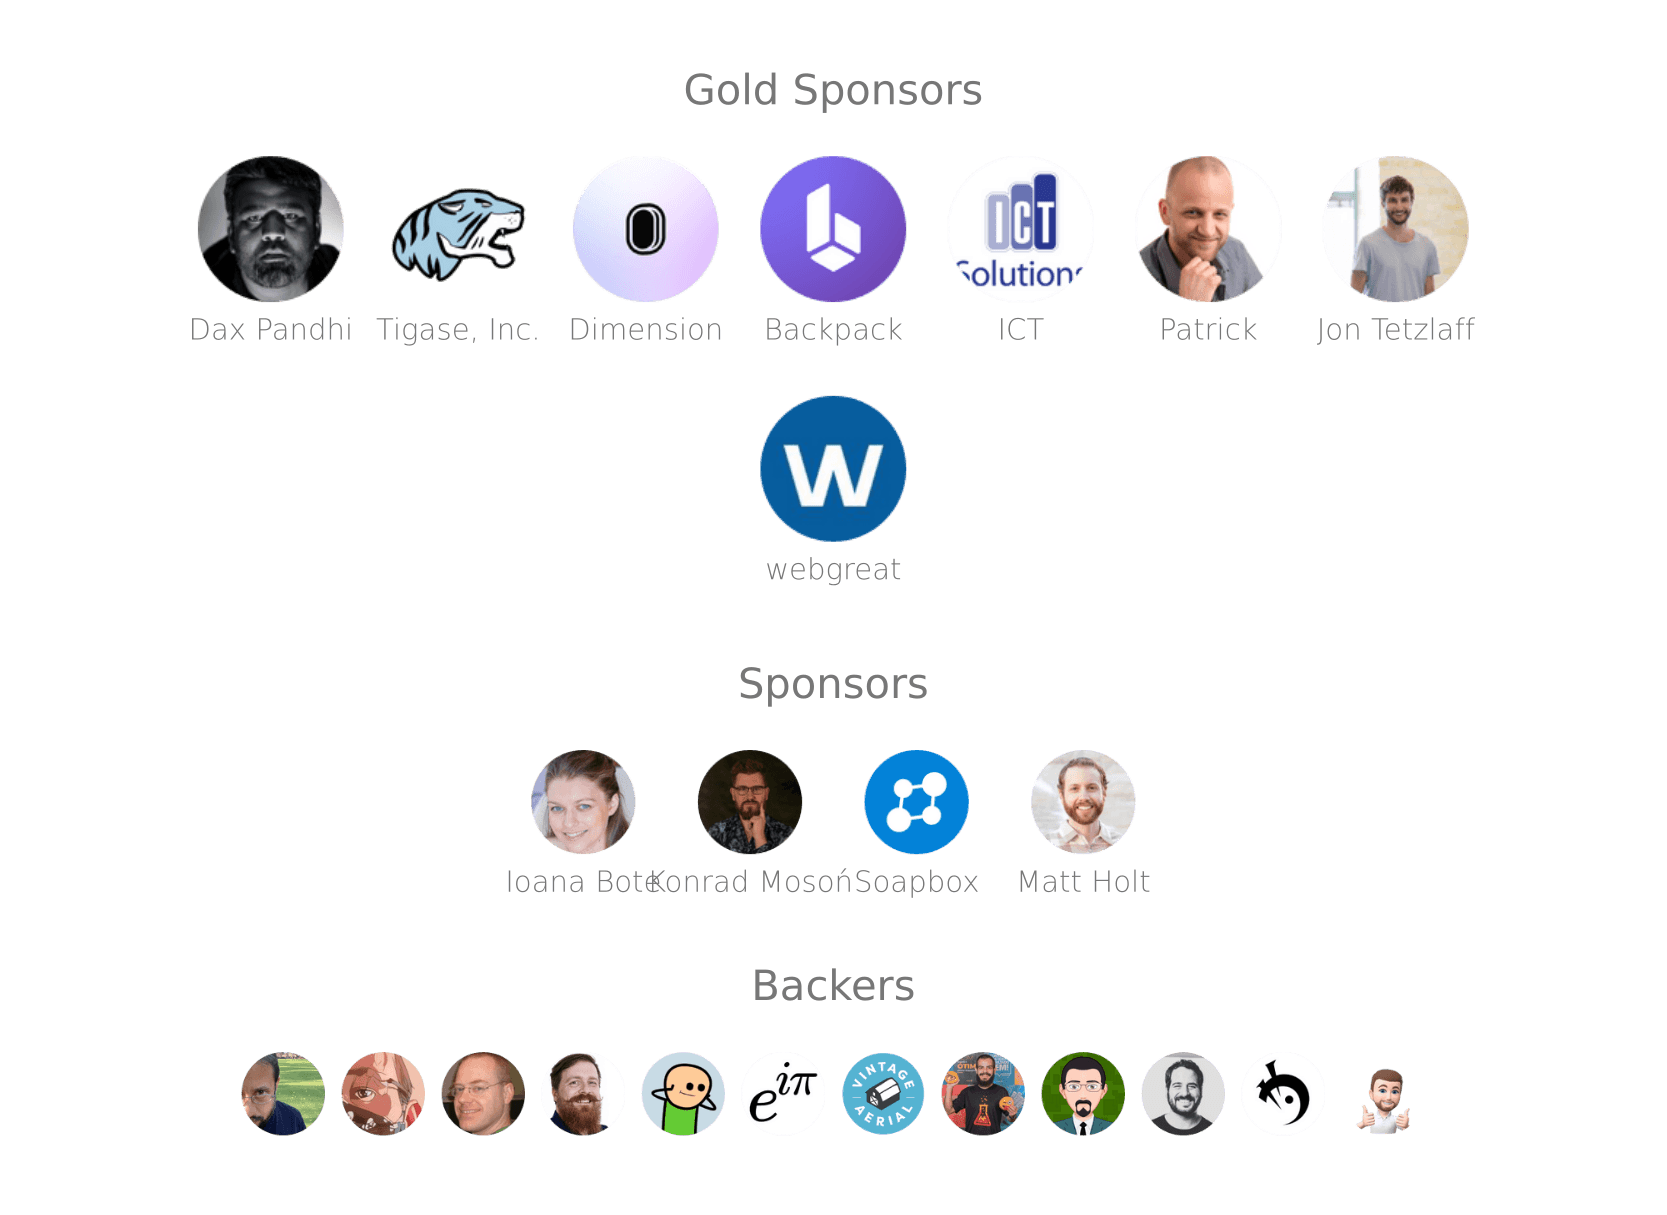 Gold Sponsors
ICT
Solutions
Dax Pandhi Tigase, Inc. Dimension Backpack ICT Patrick Jon Tetzlaff
W
webgreat
Sponsors
Ioana Bote Konrad Mosoń Soapbox Matt Holt
Backers
e^iπ
VINTAGE
AERIAL